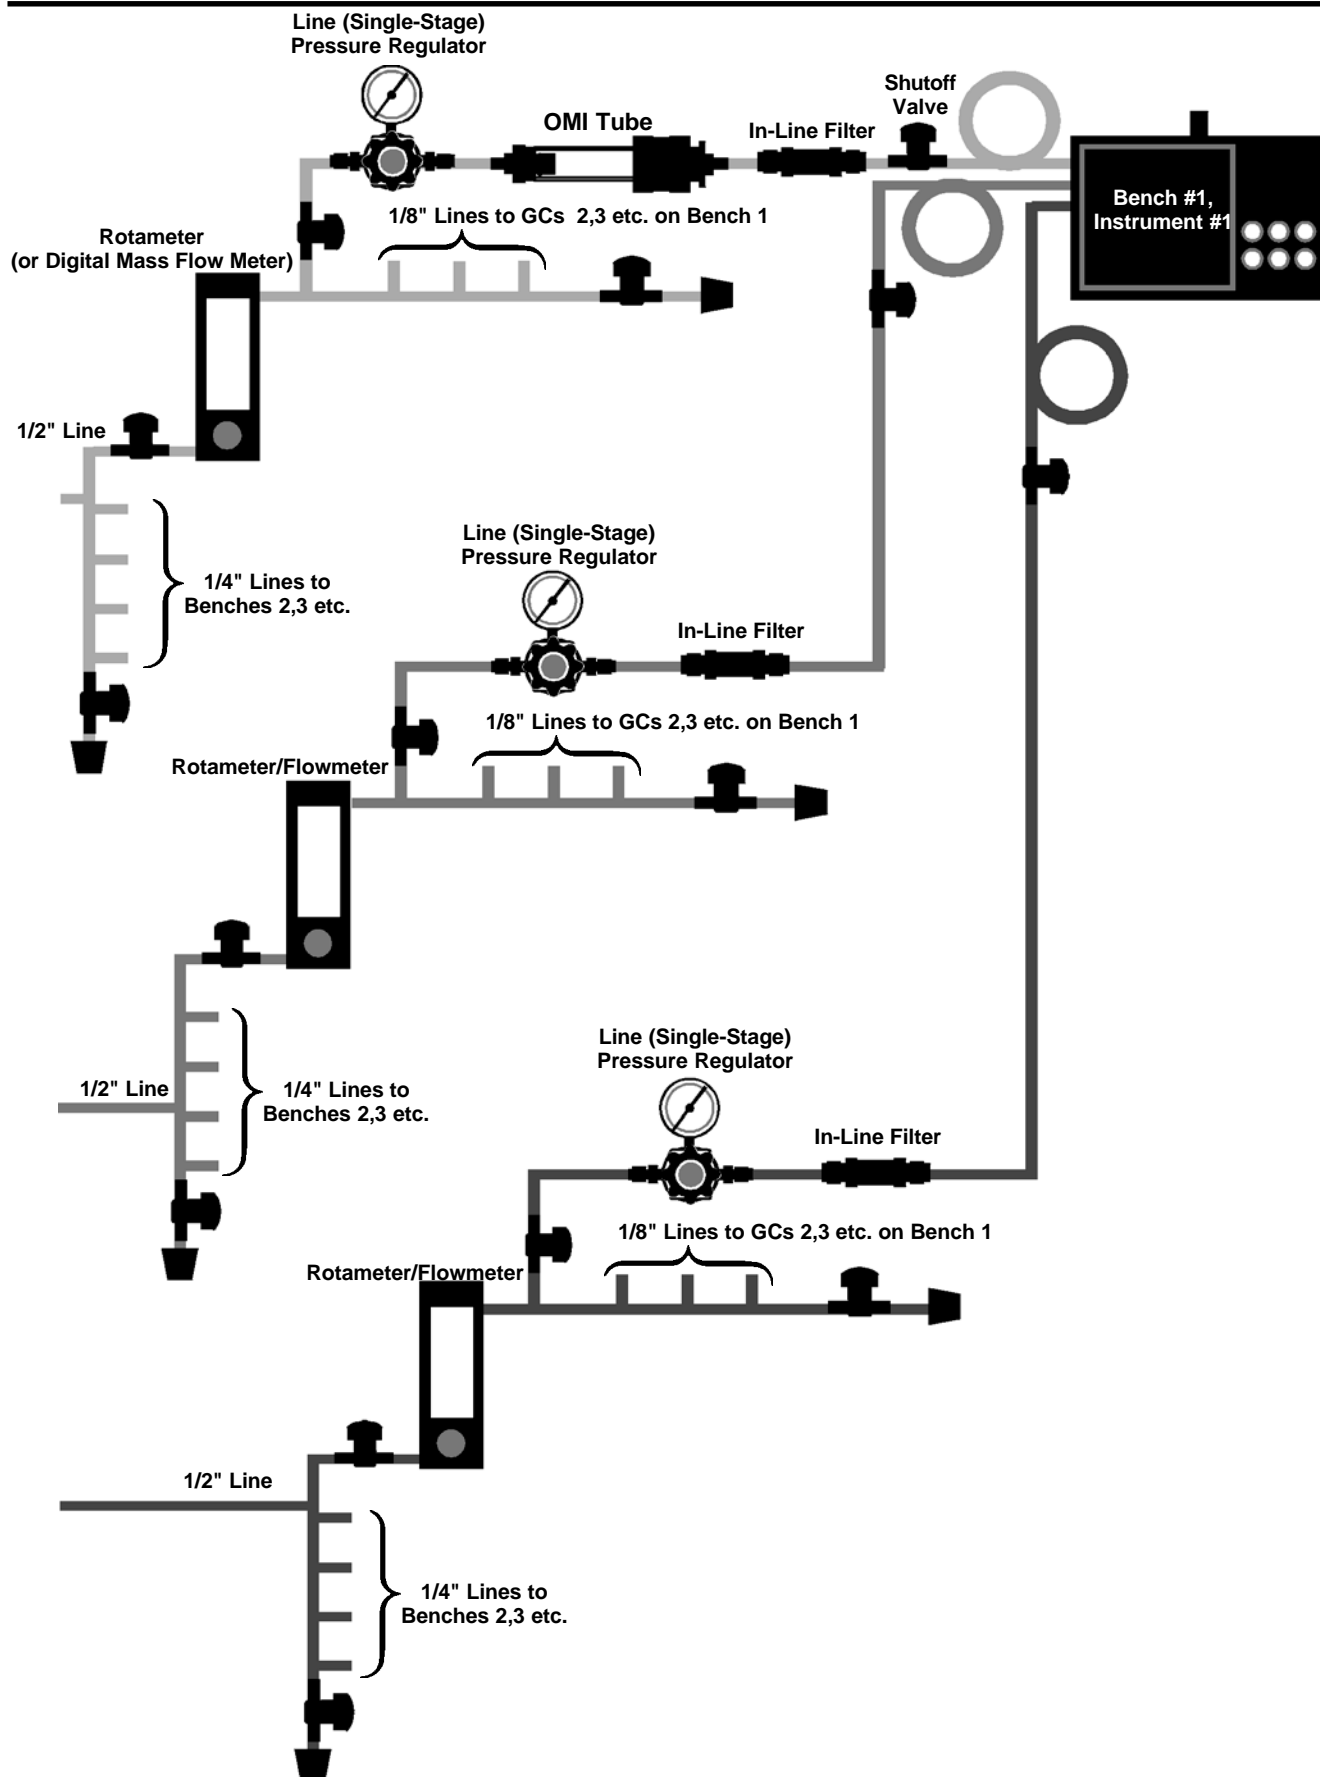 Line (Single-Stage)
Pressure Regulator
Shutoff
Valve
OMI Tube
In-Line Filter
Bench #1,
Instrument #1
1/8" Lines to GCs 2,3 etc. on Bench 1
Rotameter
(or Digital Mass Flow Meter)
1/2" Line
1/4" Lines to
Benches 2,3 etc.
Line (Single-Stage)
Pressure Regulator
In-Line Filter
1/8" Lines to GCs 2,3 etc. on Bench 1
Rotameter/Flowmeter
1/2" Line
1/4" Lines to
Benches 2,3 etc.
Line (Single-Stage)
Pressure Regulator
In-Line Filter
1/8" Lines to GCs 2,3 etc. on Bench 1
Rotameter/Flowmeter
1/2" Line
1/4" Lines to
Benches 2,3 etc.